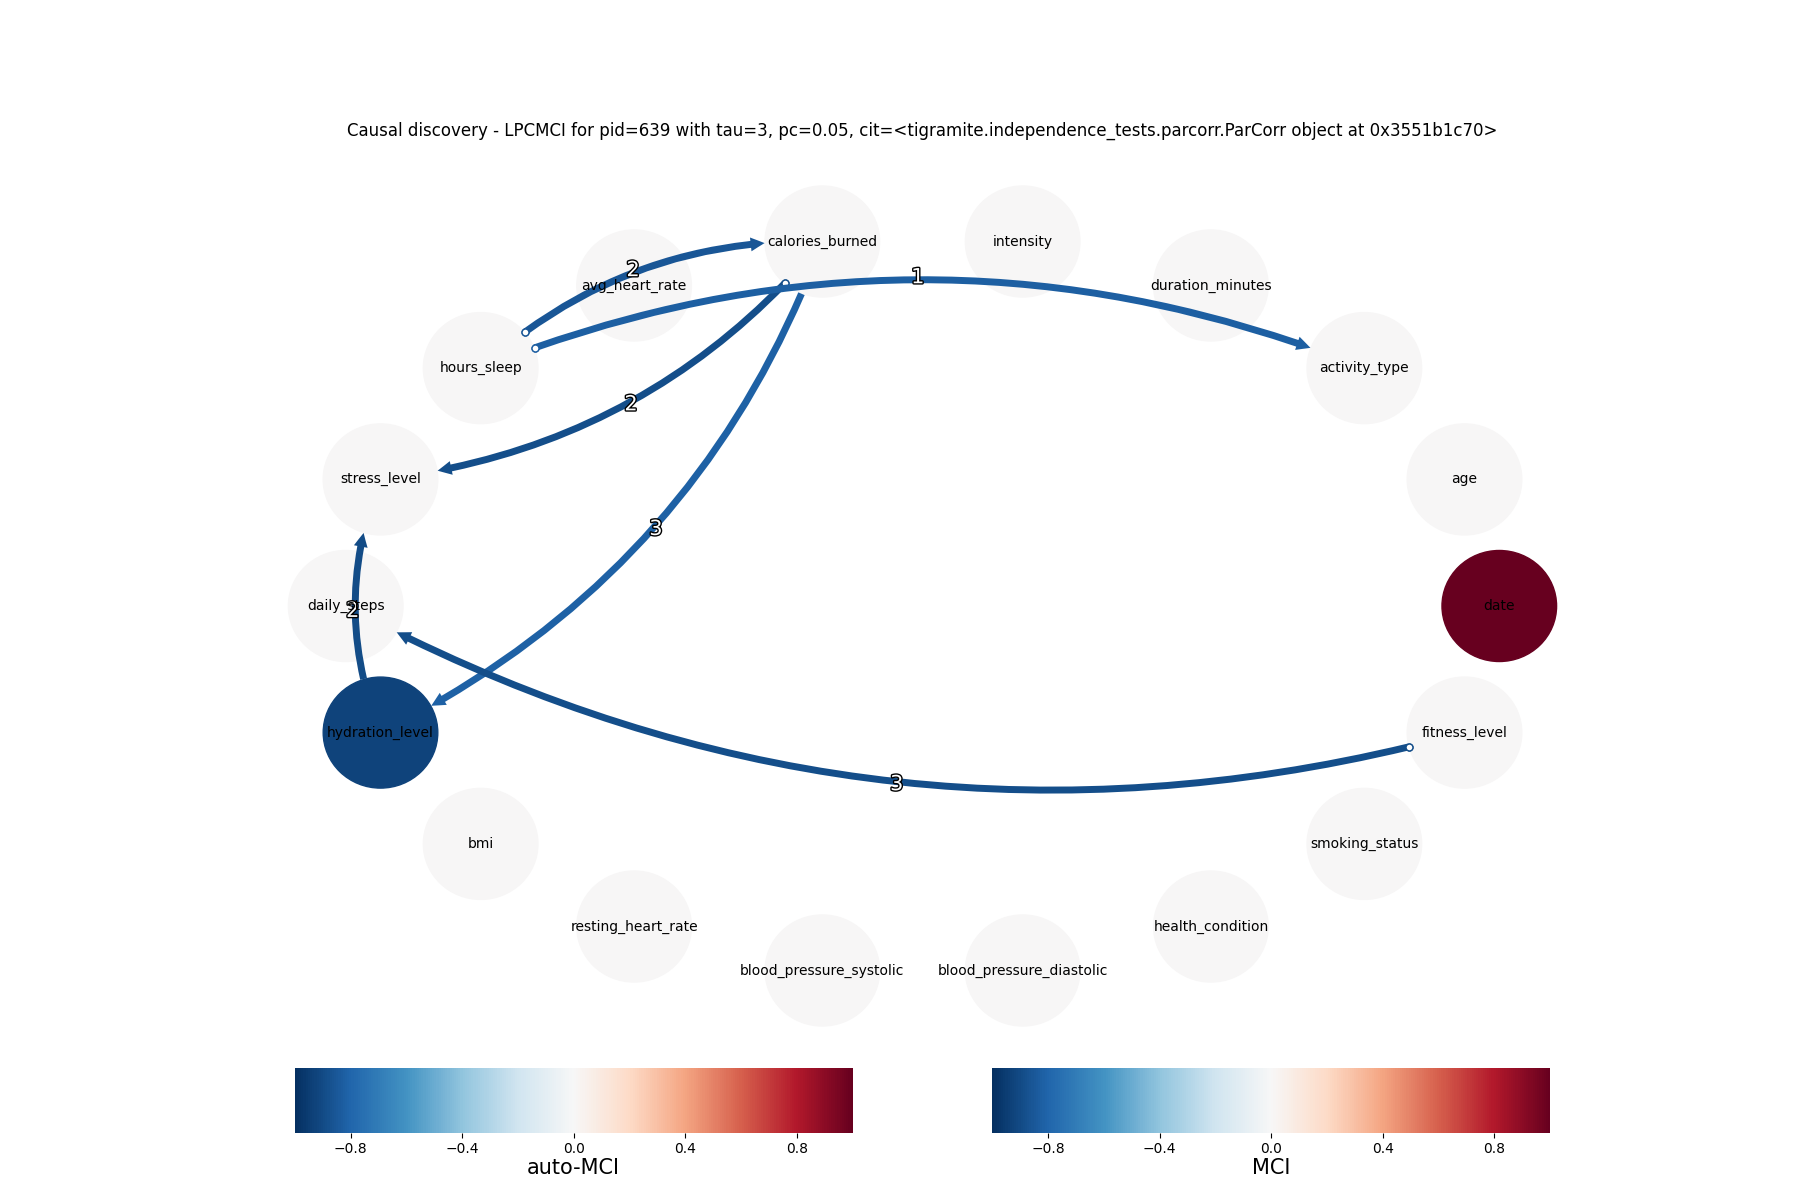 Causal discovery - LPCMCI for pid=639 with tau=3, pc=0.05, cit=<tigramite.independence_tests.parcorr.ParCorr object at 0x3551b1c70>
calories_burned
intensity
2
avg_heart_rate
1
duration_minutes
hours_sleep
activity_type
2
stress_level
age
3
daily_steps
2
date
hydration_level
fitness_level
3
bmi
smoking_status
resting_heart_rate
health_condition
blood_pressure_systolic
blood_pressure_diastolic
−0.8 −0.4 0.0 0.4 0.8
auto-MCI
−0.8 −0.4 0.0 0.4 0.8
MCI